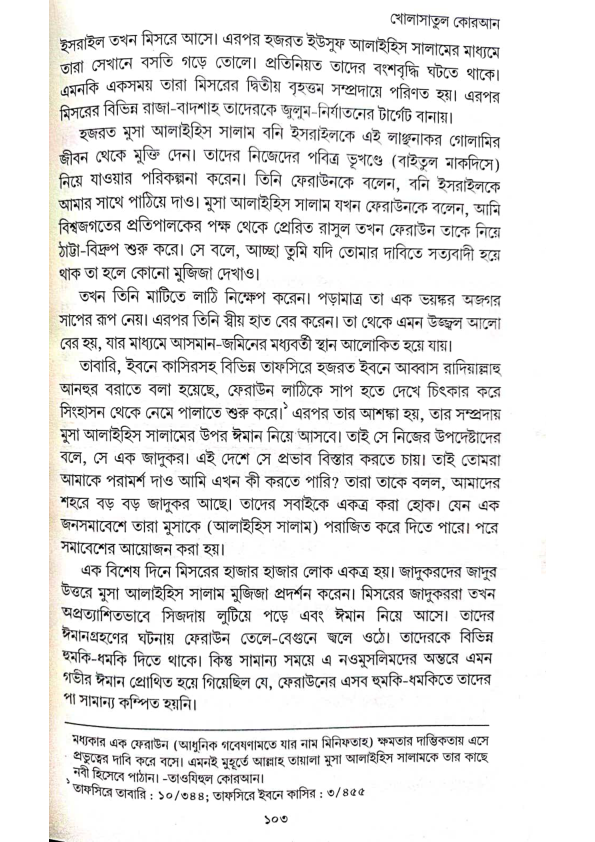 খোলাসাতুল কোরআন
ইসরাইল তখন মিসরে আসে। এরপর হজরত ইউসুফ আলাইহিস সালামের মাধ্যমে
তারা সেখানে বসতি গড়ে তোলে। প্রতিনিয়ত তাদের বংশবৃদ্ধি ঘটতে থাকে।
এমনকি একসময় তারা মিসরের দ্বিতীয় বৃহত্তম সম্প্রদায়ে পরিণত হয়। এরপর
মিসরের বিভিন্ন রাজা-বাদশাহ তাদেরকে জুলুম-নির্যাতনের টার্গেট বানায়।
হজরত মুসা আলাইহিস সালাম বনি ইসরাইলকে এই লাঞ্ছনাকর গোলামির
জীবন থেকে মুক্তি দেন। তাদের নিজেদের পবিত্র ভূখণ্ডে (বাইতুল মাকদিসে)
নিয়ে যাওয়ার পরিকল্পনা করেন। তিনি ফেরাউনকে বলেন, বনি ইসরাইলকে
আমার সাথে পাঠিয়ে দাও। মুসা আলাইহিস সালাম যখন ফেরাউনকে বলেন, আমি
বিশ্বজগতের প্রতিপালকের পক্ষ থেকে প্রেরিত রাসুল তখন ফেরাউন তাকে নিয়ে
ঠাট্টা-বিদ্রুপ শুরু করে। সে বলে, আচ্ছা তুমি যদি তোমার দাবিতে সত্যবাদী হয়ে
থাক তা হলে কোনো মুজিজা দেখাও।
তখন তিনি মাটিতে লাঠি নিক্ষেপ করেন। পড়ামাত্র তা এক ভয়ঙ্কর অজগর
সাপের রূপ নেয়। এরপর তিনি স্বীয় হাত বের করেন। তা থেকে এমন উজ্জ্বল আলো
বের হয়, যার মাধ্যমে আসমান-জমিনের মধ্যবর্তী স্থান আলোকিত হয়ে যায়।
তাবারি, ইবনে কাসিরসহ বিভিন্ন তাফসিরে হজরত ইবনে আব্বাস রাদিয়াল্লাহু
আনহুর বরাতে বলা হয়েছে, ফেরাউন লাঠিকে সাপ হতে দেখে চিৎকার করে
সিংহাসন থেকে নেমে পালাতে শুরু করে।১ এরপর তার আশঙ্কা হয়, তার সম্প্রদায়
মুসা আলাইহিস সালামের উপর ঈমান নিয়ে আসবে। তাই সে নিজের উপদেষ্টাদের
বলে, সে এক জাদুকর। এই দেশে সে প্রভাব বিস্তার করতে চায়। তাই তোমরা
আমাকে পরামর্শ দাও আমি এখন কী করতে পারি? তারা তাকে বলল, আমাদের
শহরে বড় বড় জাদুকর আছে। তাদের সবাইকে একত্র করা হোক। যেন এক
জনসমাবেশে তারা মুসাকে (আলাইহিস সালাম) পরাজিত করে দিতে পারে। পরে
সমাবেশের আয়োজন করা হয়।
এক বিশেষ দিনে মিসরের হাজার হাজার লোক একত্র হয়। জাদুকরদের জাদুর
উত্তরে মুসা আলাইহিস সালাম মুজিজা প্রদর্শন করেন। মিসরের জাদুকররা তখন
অপ্রত্যাশিতভাবে সিজদায় লুটিয়ে পড়ে এবং ঈমান নিয়ে আসে। তাদের
ঈমানগ্রহণের ঘটনায় ফেরাউন তেলে-বেগুনে জ্বলে ওঠে। তাদেরকে বিভিন্ন
হুমকি-ধমকি দিতে থাকে। কিন্তু সামান্য সময়ে এ নওমুসলিমদের অন্তরে এমন
গভীর ঈমান প্রোথিত হয়ে গিয়েছিল যে, ফেরাউনের এসব হুমকি-ধমকিতে তাদের
পা সামান্য কম্পিত হয়নি।
মধ্যকার এক ফেরাউন (আধুনিক গবেষণামতে যার নাম মিনিফতাহ) ক্ষমতার দাম্ভিকতায় এসে
প্রভুত্বের দাবি করে বসে। এমনই মুহূর্তে আল্লাহ তায়ালা মুসা আলাইহিস সালামকে তার কাছে
নবী হিসেবে পাঠান। -তাওযিহুল কোরআন।
১ তাফসিরে তাবারি : ১০/৩৪৪; তাফসিরে ইবনে কাসির : ৩/৪৫৫
১০৩